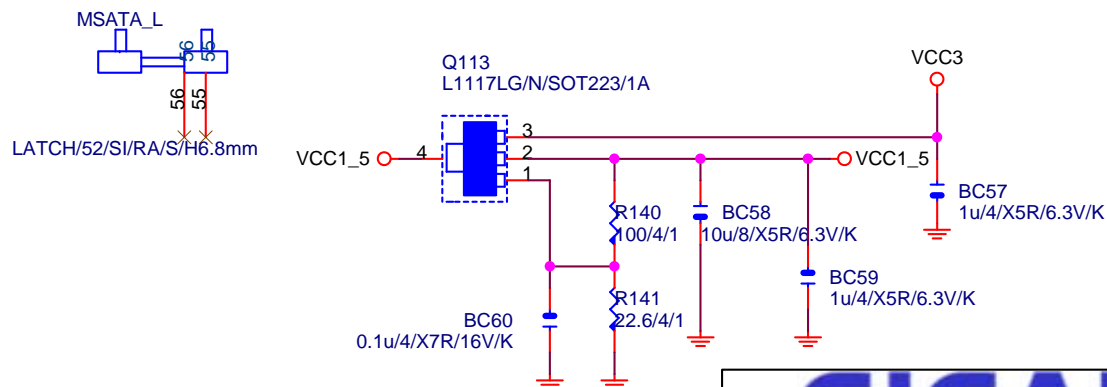 MSATA_L
56
55
56
55
LATCH/52/SI/RA/S/H6.8mm
Q113
L1117LG/N/SOT223/1A
VCC3
VCC1_5
4
3
2
1
VCC1_5
R140
100/4/1
BC58
10u/8/X5R/6.3V/K
BC57
1u/4/X5R/6.3V/K
BC59
1u/4/X5R/6.3V/K
R141
22.6/4/1
BC60
0.1u/4/X7R/16V/K